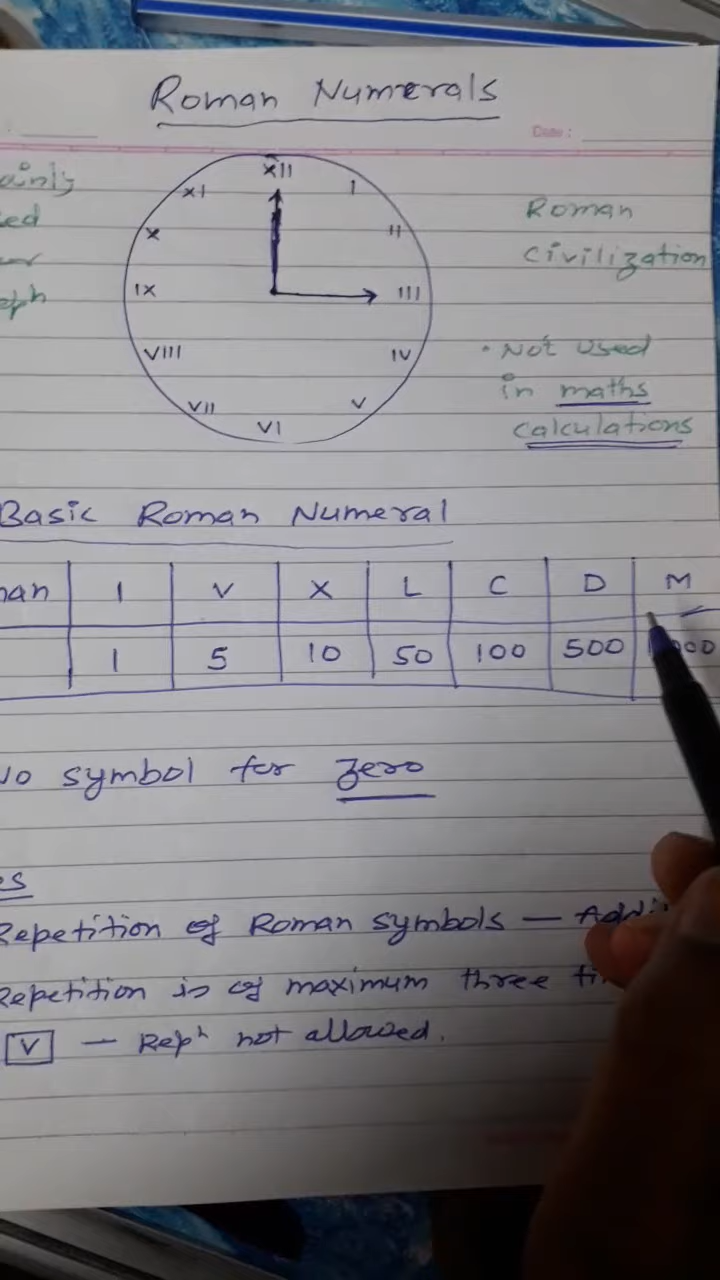 Roman Numerals
Date :
XII
XI
I
X
II
IX
III
VIII
IV
VII
V
VI
Roman
Civilization
• Not used
in maths
calculations
Basic Roman Numeral
I V X L C D M
1 5 10 50 100 500
symbol for zero
Repetition of Roman symbols —
Repetition is of maximum three
V — Repⁿ not allowed.